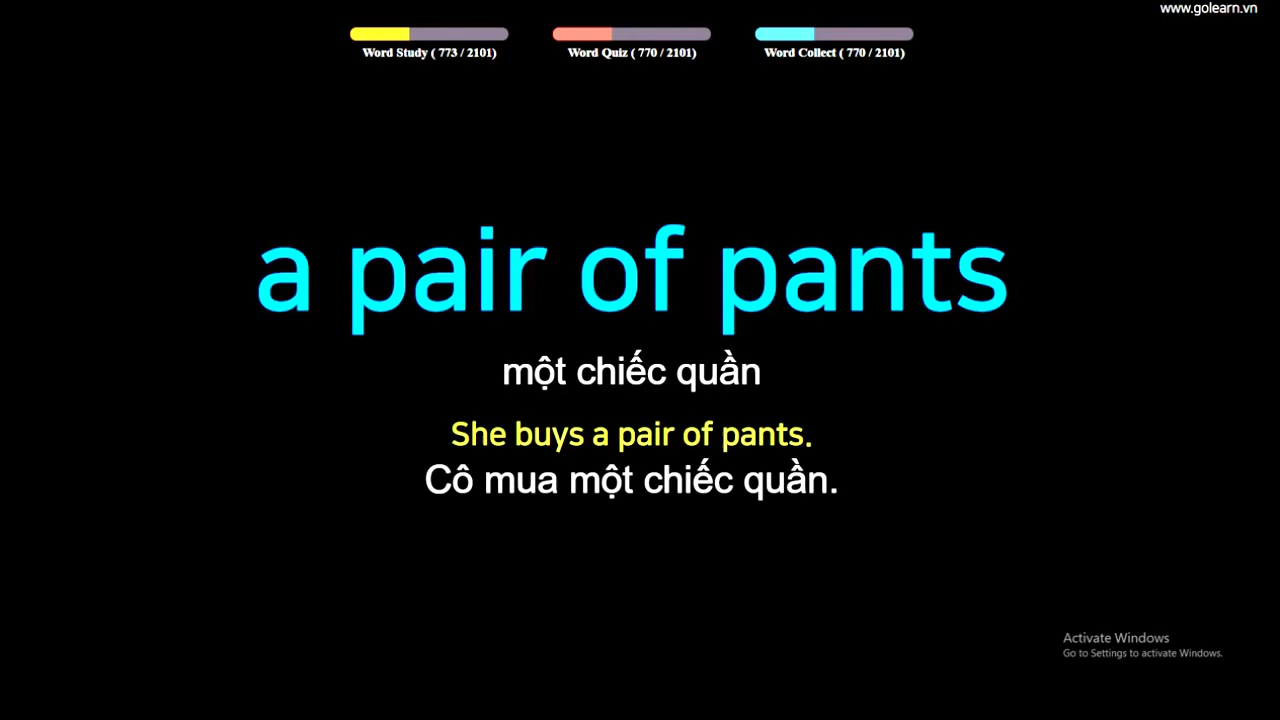 www.golearn.vn
Word Study ( 773 / 2101) Word Quiz ( 770 / 2101) Word Collect ( 770 / 2101)
a pair of pants
một chiếc quần
She buys a pair of pants.
Cô mua một chiếc quần.
Activate Windows
Go to Settings to activate Windows.